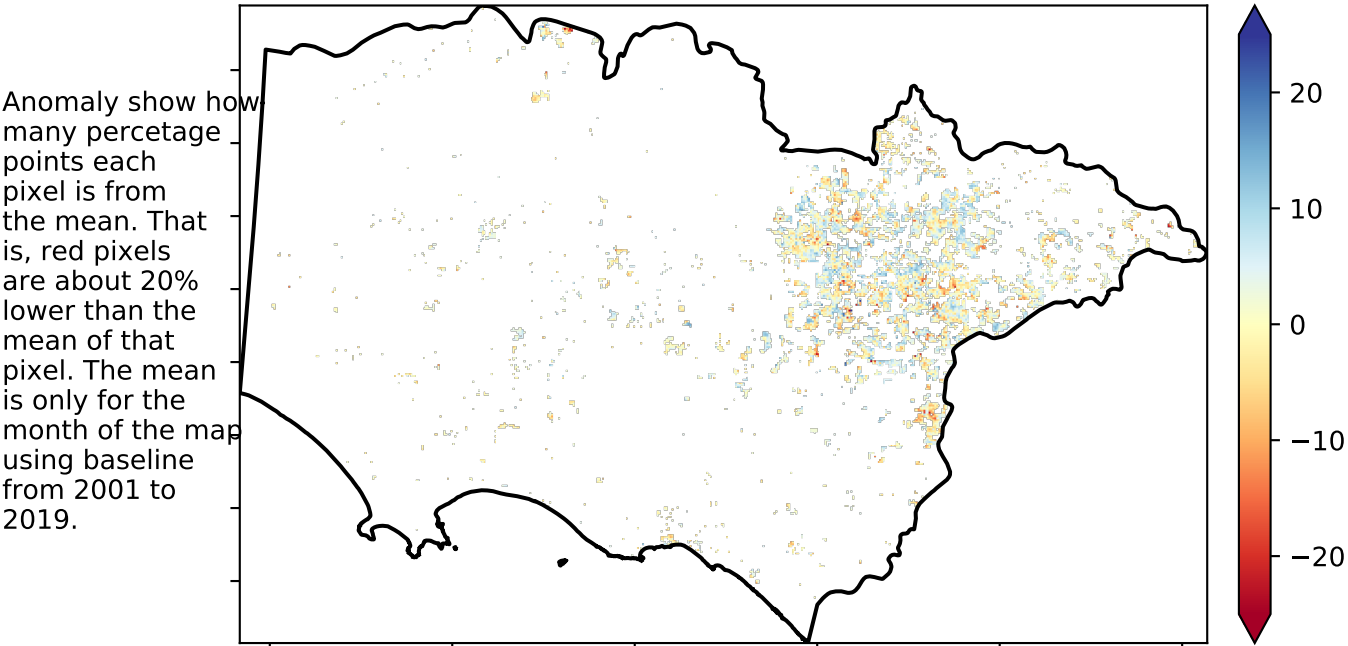 Anomaly show how
many percetage
points each
pixel is from
the mean. That
is, red pixels
are about 20%
lower than the
mean of that
pixel. The mean
is only for the
month of the map
using baseline
from 2001 to
2019.
20
10
0
−10
−20